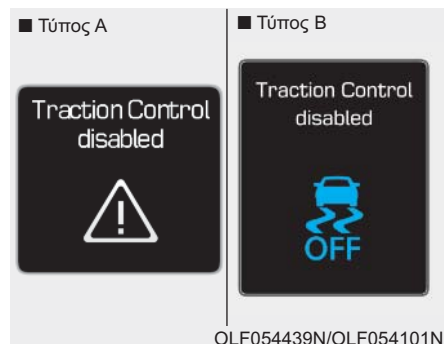 ■ Τύπος Α
Traction Control
disabled
■ Τύπος Β
Traction Control
disabled
OFF
OLF054439N/OLF054101N